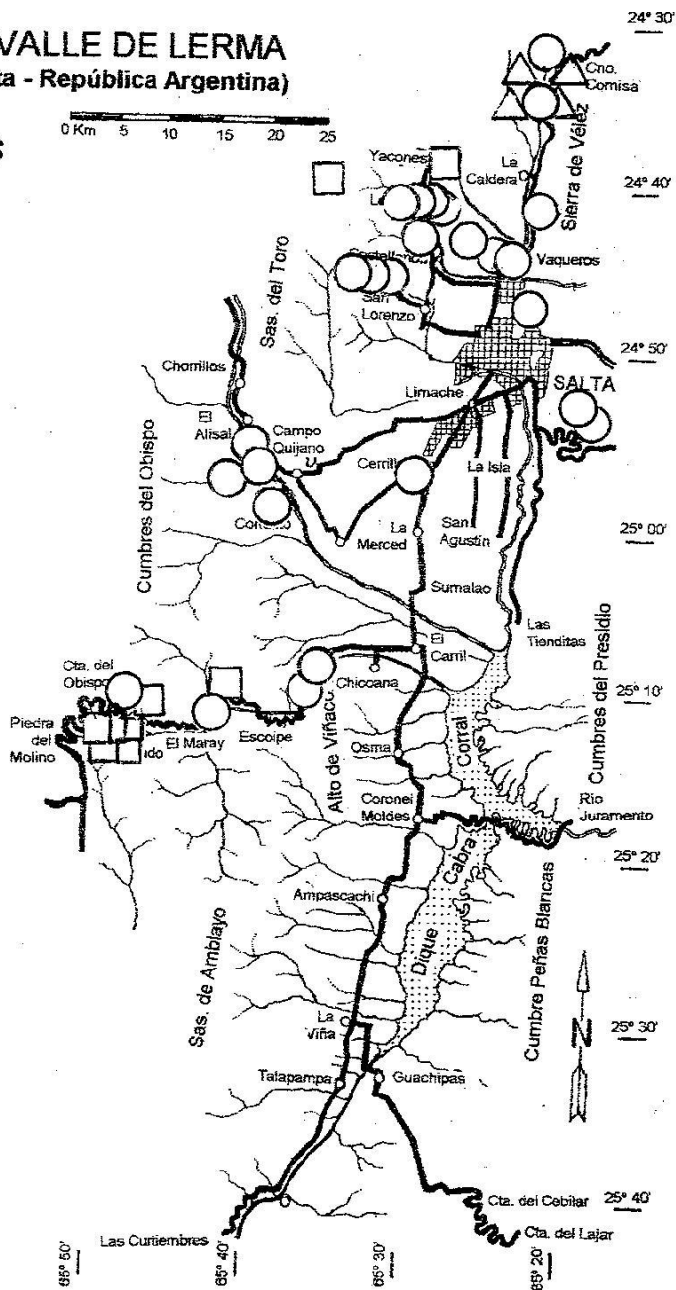 VALLE DE LERMA
ta - República Argentina)
0 Km 5 10 15 20 25
24° 30'
Cno.
Cornisa
Sierra de Vélez
Yacones
La
Caldera
24° 40'
Vaqueros
Sas. del Toro
San
Lorenzo
24° 50'
Chorrillos
El
Alisal
Campo
Quijano
Limache
SALTA
Cerrill
La Isla
Cumbres del Obispo
La
Merced
San
Agustín
25° 00'
Sumalao
Las
Tienditas
El
Carril
Cta. del
Obispo
Chicoana
25° 10'
Cumbres del Presidio
Piedra
del
Molino
ido
El Maray
Escoipe
Alto de Viñaco
Osma
Corral
Coronel
Moldes
Rio
Juramento
Cabra
25° 20'
Ampascachi
Dique
Sas. de Amblayo
Cumbre Peñas Blancas
La
Viña
N
25° 30'
Talapampa
Guachipas
Cta. del Cebilar
25° 40'
Las Curtiembres
Cta. del Lajar
65° 50'
65° 40'
65° 30'
65° 20'